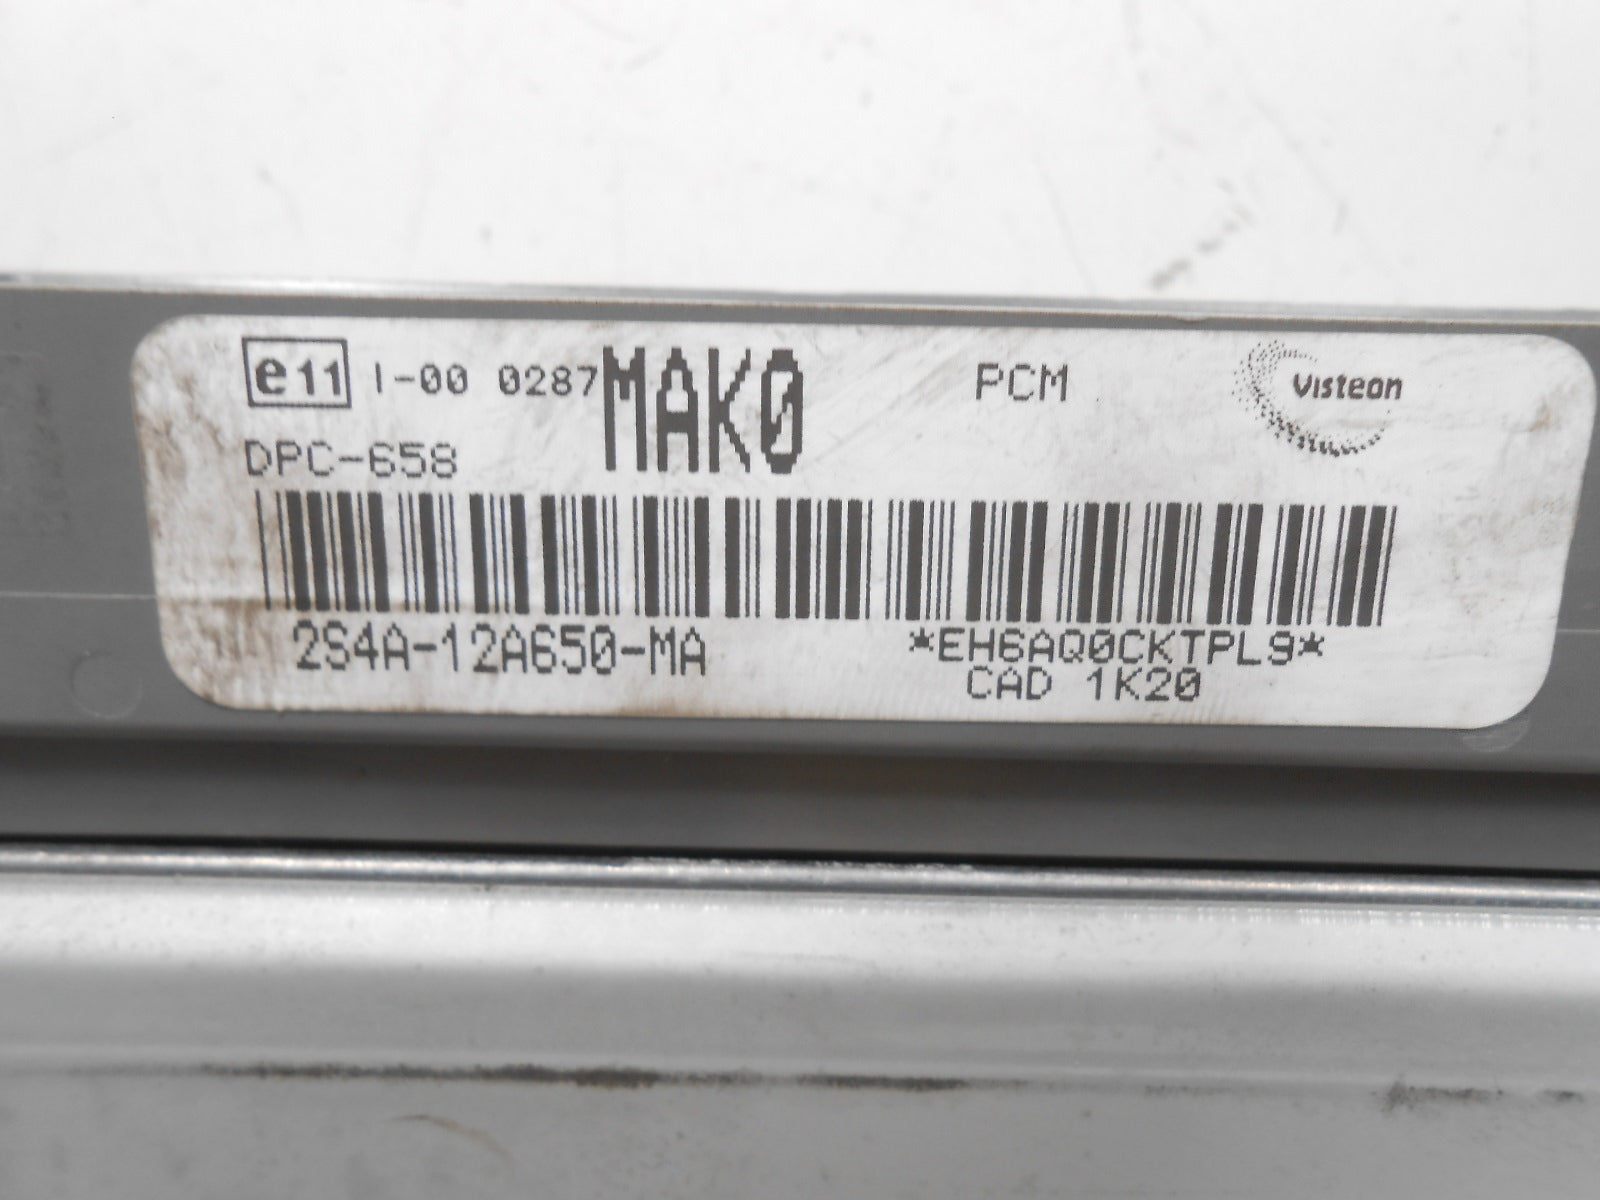 e11 I-00 0287 MAK0 PCM Visteon
DPC-658
2S4A-12A650-MA *EH6AQ0CKTPL9*
CAD 1K20